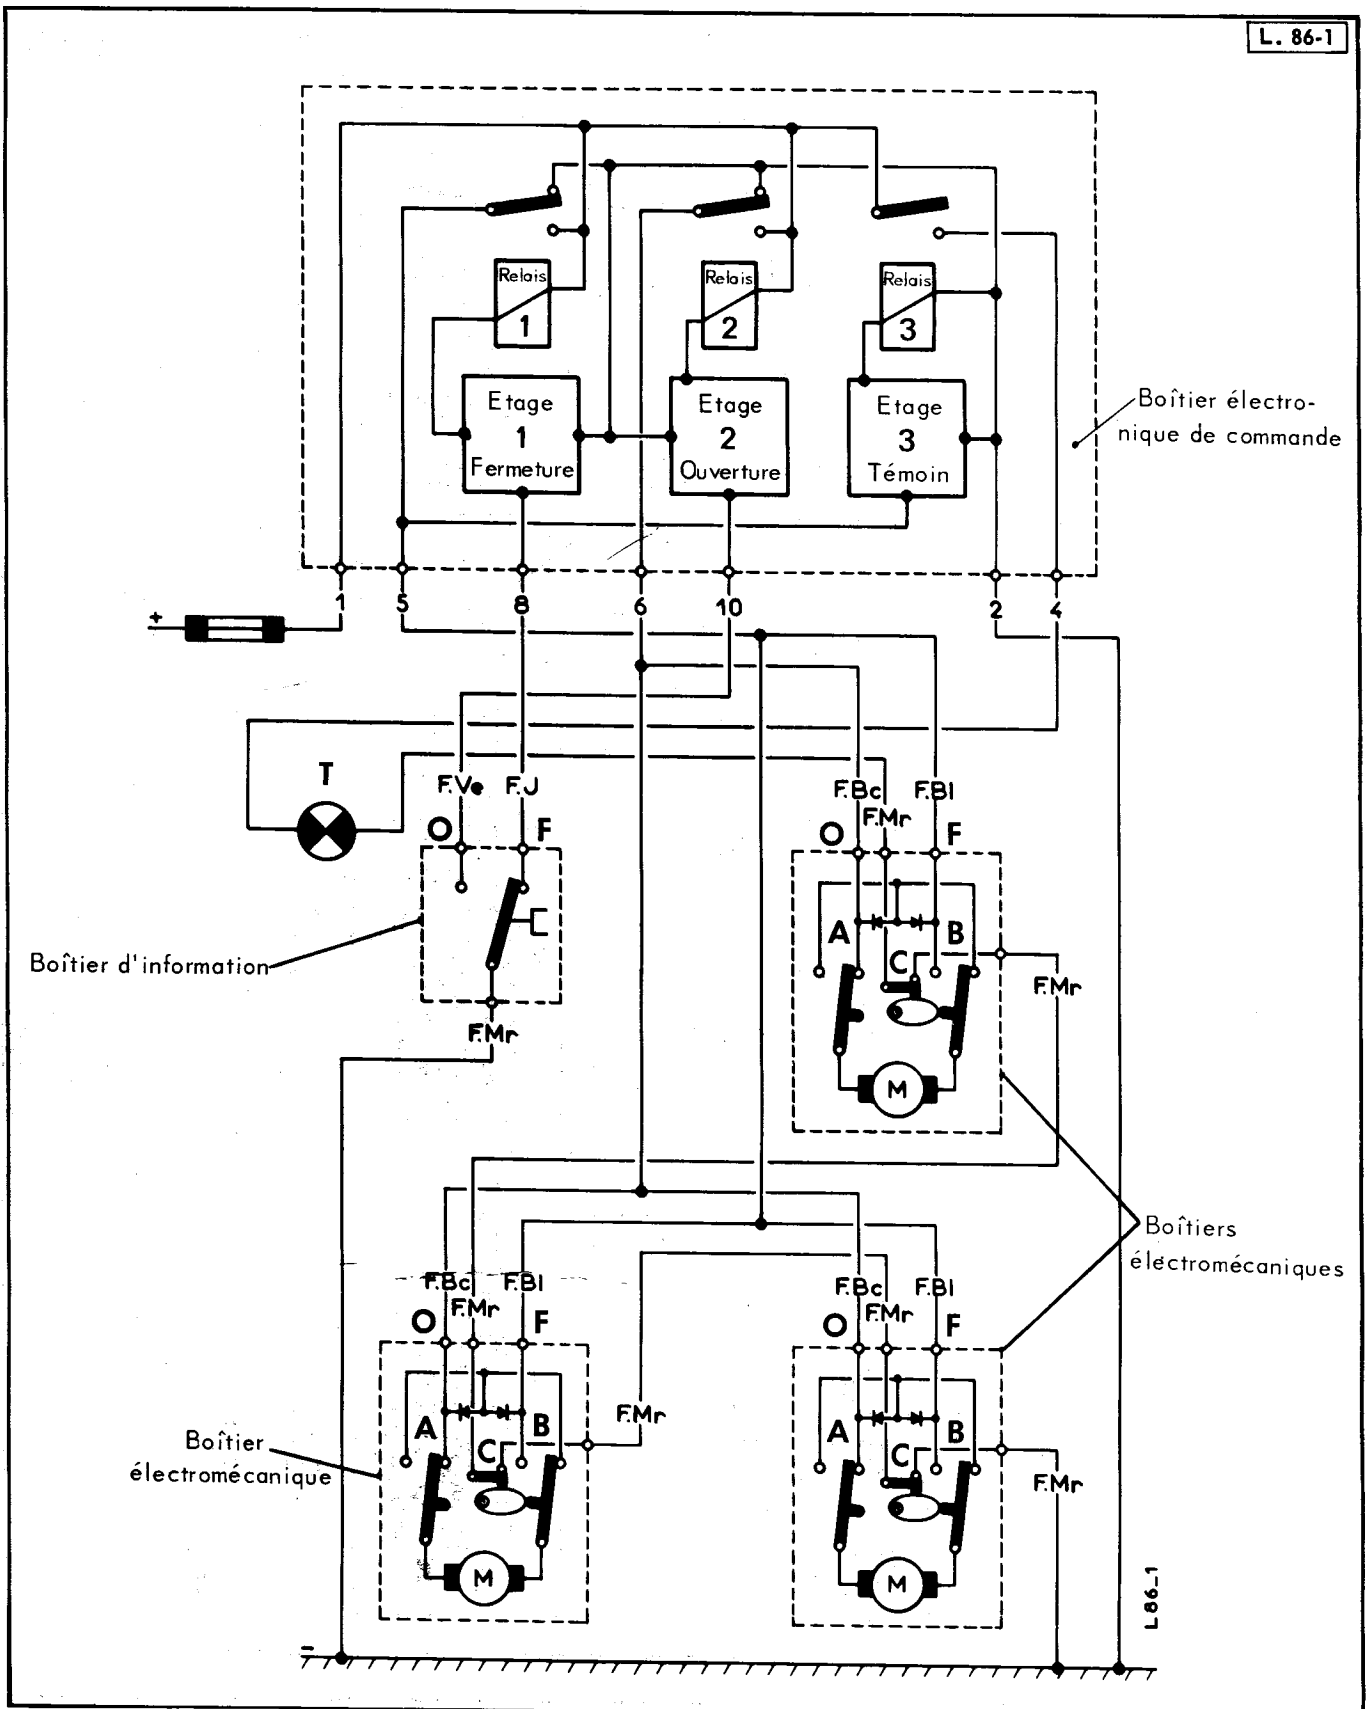 L. 86-1
Relais
1
Relais
2
Relais
3
Etage
1
Fermeture
Etage
2
Ouverture
Etage
3
Témoin
Boîtier électro-
nique de commande
+
1
5
8
6
10
2
4
T
F.Ve
F.J
O
F
Boîtier d'information
F.Mr
F.Bc
F.Mr
F.Bl
O
F
A
B
C
M
F.Mr
Boîtiers
électromécaniques
F.Bc
F.Mr
F.Bl
O
F
A
B
C
M
F.Mr
Boîtier
électromécanique
F.Bc
F.Mr
F.Bl
O
F
A
B
C
M
F.Mr
L86_1
-